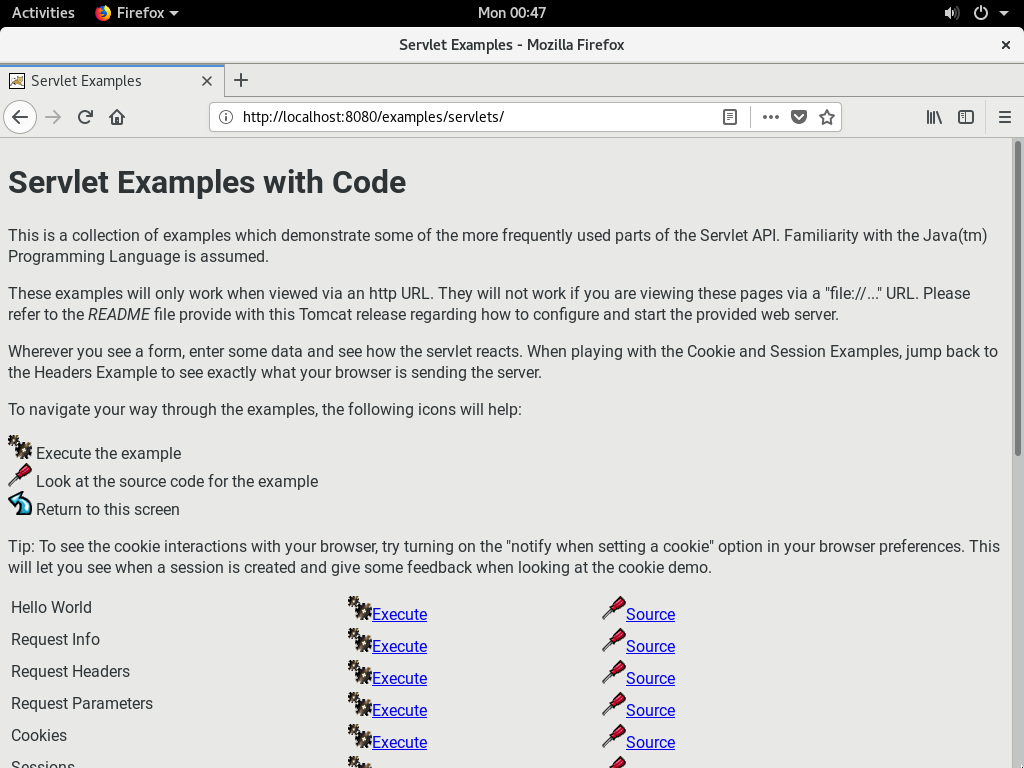 Activities Firefox Mon 00:47
Servlet Examples - Mozilla Firefox
Servlet Examples
http://localhost:8080/examples/servlets/
Servlet Examples with Code
This is a collection of examples which demonstrate some of the more frequently used parts of the Servlet API. Familiarity with the Java(tm)
Programming Language is assumed.
These examples will only work when viewed via an http URL. They will not work if you are viewing these pages via a "file://..." URL. Please
refer to the README file provide with this Tomcat release regarding how to configure and start the provided web server.
Wherever you see a form, enter some data and see how the servlet reacts. When playing with the Cookie and Session Examples, jump back to
the Headers Example to see exactly what your browser is sending the server.
To navigate your way through the examples, the following icons will help:
Execute the example
Look at the source code for the example
Return to this screen
Tip: To see the cookie interactions with your browser, try turning on the "notify when setting a cookie" option in your browser preferences. This
will let you see when a session is created and give some feedback when looking at the cookie demo.
Hello World Execute Source
Request Info Execute Source
Request Headers Execute Source
Request Parameters Execute Source
Cookies Execute Source
Sessions